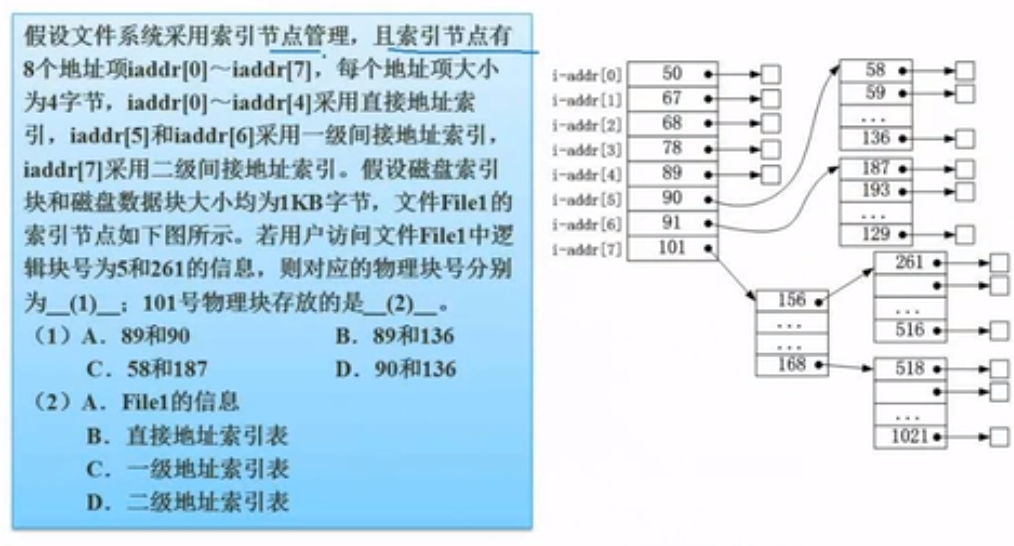 假设文件系统采用索引节点管理，且索引节点有
8个地址项iaddr[0]～iaddr[7]，每个地址项大小
为4字节，iaddr[0]～iaddr[4]采用直接地址索
引，iaddr[5]和iaddr[6]采用一级间接地址索引，
iaddr[7]采用二级间接地址索引。假设磁盘索引
块和磁盘数据块大小均为1KB字节，文件File1的
索引节点如下图所示。若用户访问文件File1中逻
辑块号为5和261的信息，则对应的物理块号分别
为__(1)__；101号物理块存放的是__(2)__。
（1）A．89和90 B．89和136
C．58和187 D．90和136
（2）A．File1的信息
B．直接地址索引表
C．一级地址索引表
D．二级地址索引表
i-addr[0] 50
i-addr[1] 67
i-addr[2] 68
i-addr[3] 78
i-addr[4] 89
i-addr[5] 90
i-addr[6] 91
i-addr[7] 101
58
59
...
136
187
193
...
129
156
...
...
168
261
...
516
518
...
1021